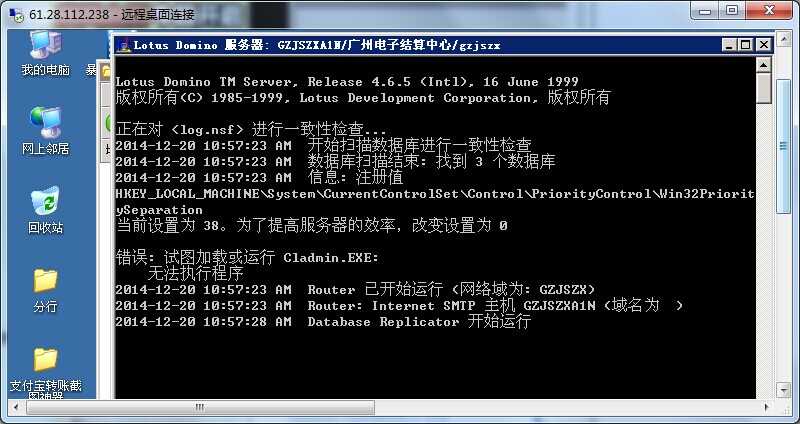 61.28.112.238 - 远程桌面连接
Lotus Domino 服务器: GZJSZXA1N/广州电子结算中心/gzjszx
我的电脑
暴
网上邻居
回收站
分行
支付宝转账截
图神器
Lotus Domino TM Server, Release 4.6.5 (Intl), 16 June 1999
版权所有(C) 1985-1999, Lotus Development Corporation, 版权所有
正在对 <log.nsf> 进行一致性检查...
2014-12-20 10:57:23 AM  开始扫描数据库进行一致性检查
2014-12-20 10:57:23 AM  数据库扫描结束: 找到 3 个数据库
2014-12-20 10:57:23 AM  信息: 注册值
HKEY_LOCAL_MACHINE\System\CurrentControlSet\Control\PriorityControl\Win32Priorit
ySeparation
当前设置为 38。为了提高服务器的效率, 改变设置为 0
错误: 试图加载或运行 Cladmin.EXE:
无法执行程序
2014-12-20 10:57:23 AM  Router 已开始运行 (网络域为: GZJSZX)
2014-12-20 10:57:23 AM  Router: Internet SMTP 主机 GZJSZXA1N (域名为  )
2014-12-20 10:57:28 AM  Database Replicator 开始运行